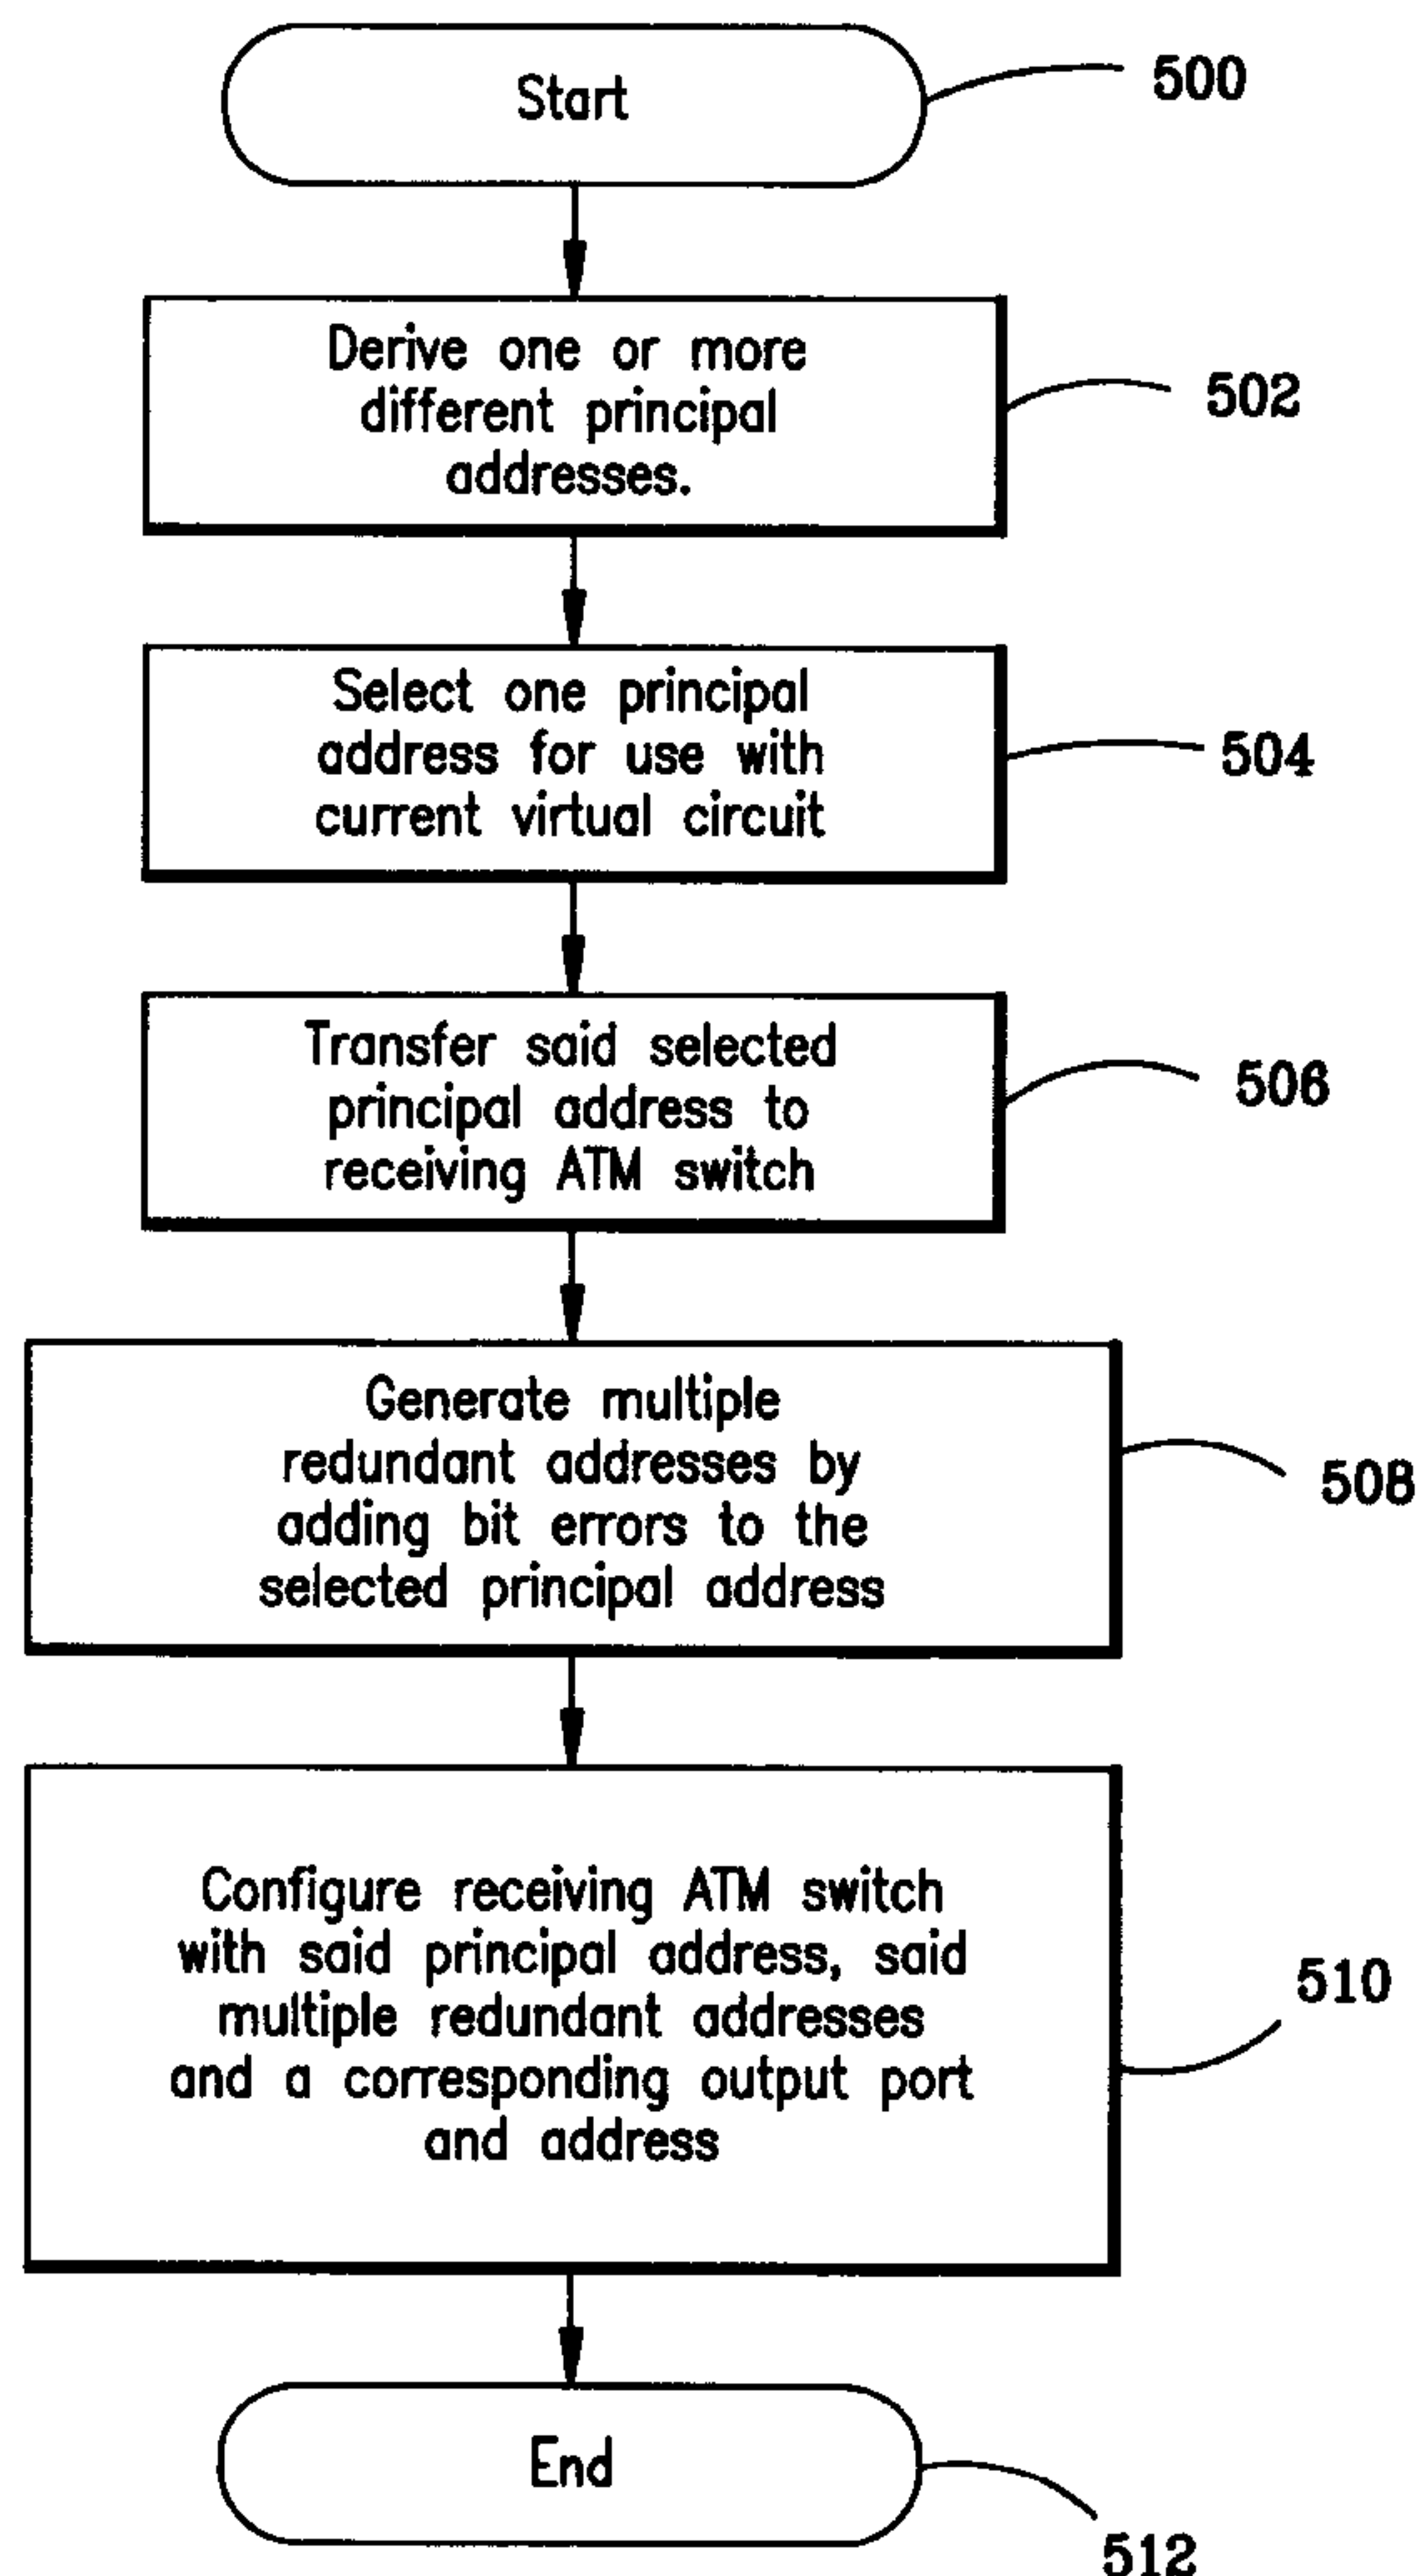 Start
500
Derive one or more
different principal
addresses.
502
Select one principal
address for use with
current virtual circuit
504
Transfer said selected
principal address to
receiving ATM switch
506
Generate multiple
redundant addresses by
adding bit errors to the
selected principal address
508
Configure receiving ATM switch
with said principal address, said
multiple redundant addresses
and a corresponding output port
and address
510
End
512